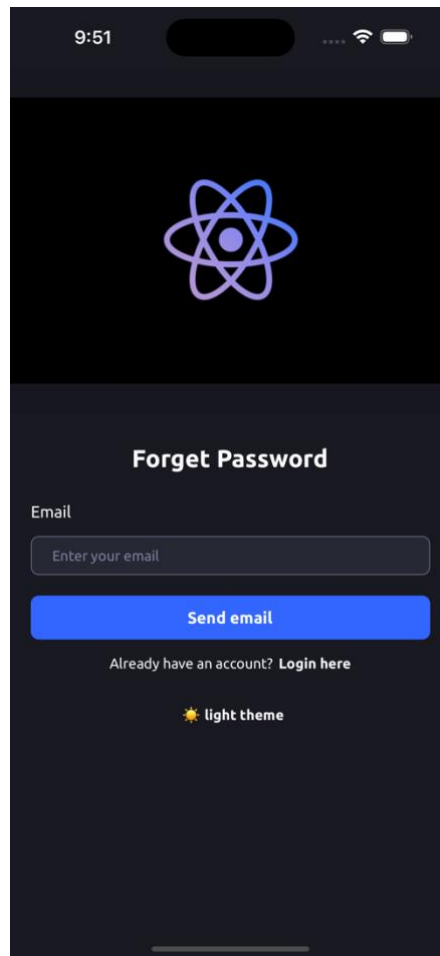 9:51
Forget Password
Email
Enter your email
Send email
Already have an account? Login here
☀️ light theme